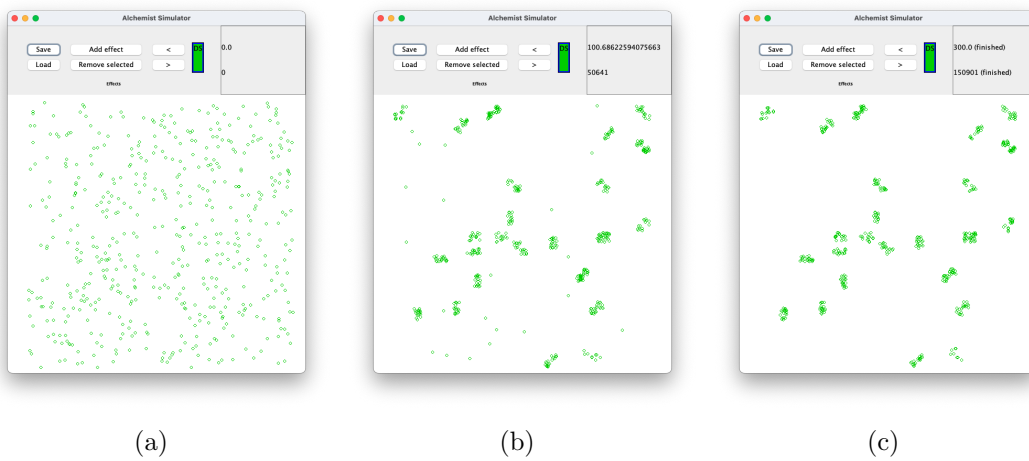 Alchemist Simulator
Save Add effect < DS 0.0
Load Remove selected > 0
Effects
Alchemist Simulator
Save Add effect < DS 100.68622594075663
Load Remove selected > 50641
Effects
Alchemist Simulator
Save Add effect < DS 300.0 (finished)
Load Remove selected > 150901 (finished)
Effects
(a)
(b)
(c)